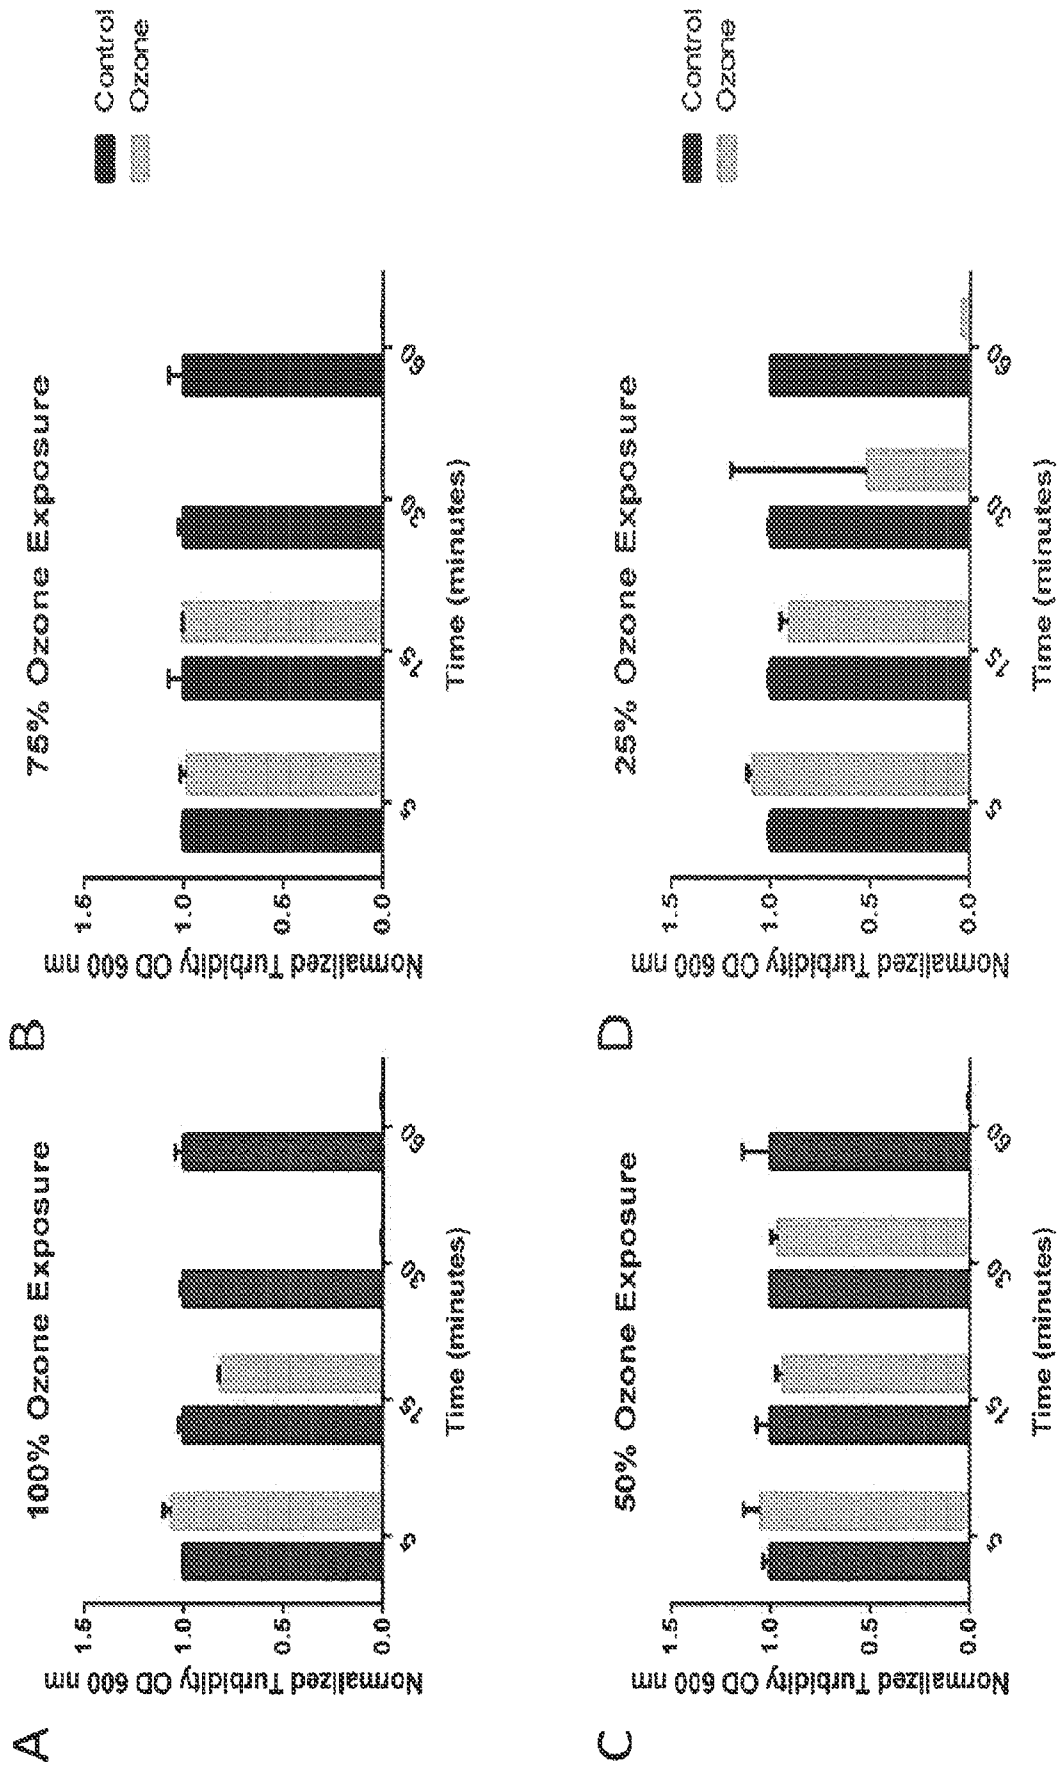 A
100% Ozone Exposure
Normalized Turbidity OD 600 nm
1.5
1.0
0.5
0.0
5
15
30
60
Time (minutes)
B
75% Ozone Exposure
Normalized Turbidity OD 600 nm
1.5
1.0
0.5
0.0
5
15
30
60
Time (minutes)
Control
Ozone
C
50% Ozone Exposure
Normalized Turbidity OD 600 nm
1.5
1.0
0.5
0.0
5
15
30
60
Time (minutes)
D
25% Ozone Exposure
Normalized Turbidity OD 600 nm
1.5
1.0
0.5
0.0
5
15
30
60
Time (minutes)
Control
Ozone